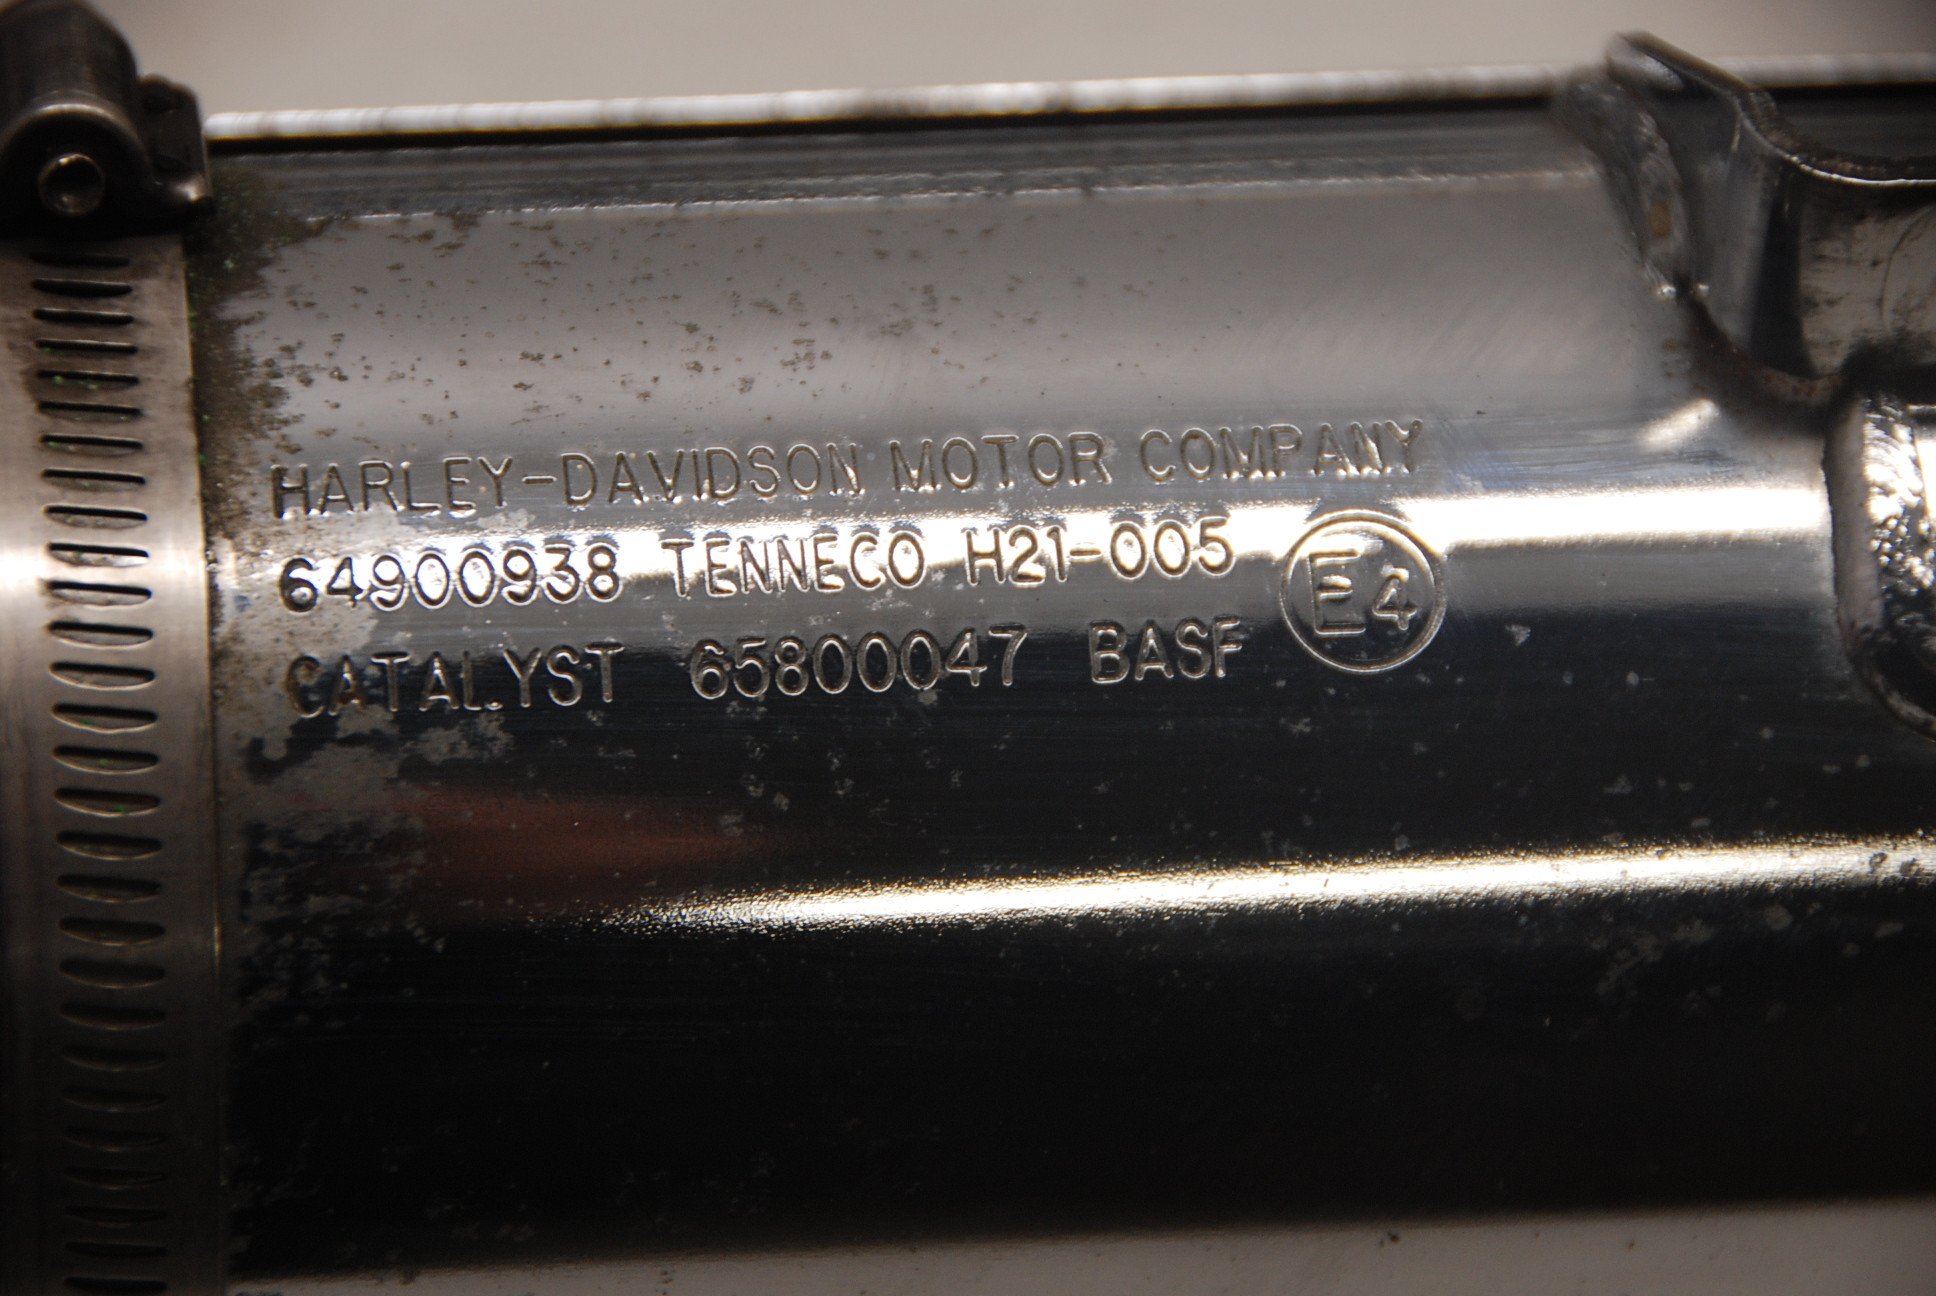 HARLEY-DAVIDSON MOTOR COMPANY
64900938 TENNECO H21-005 E4
CATALYST 65800047 BASF